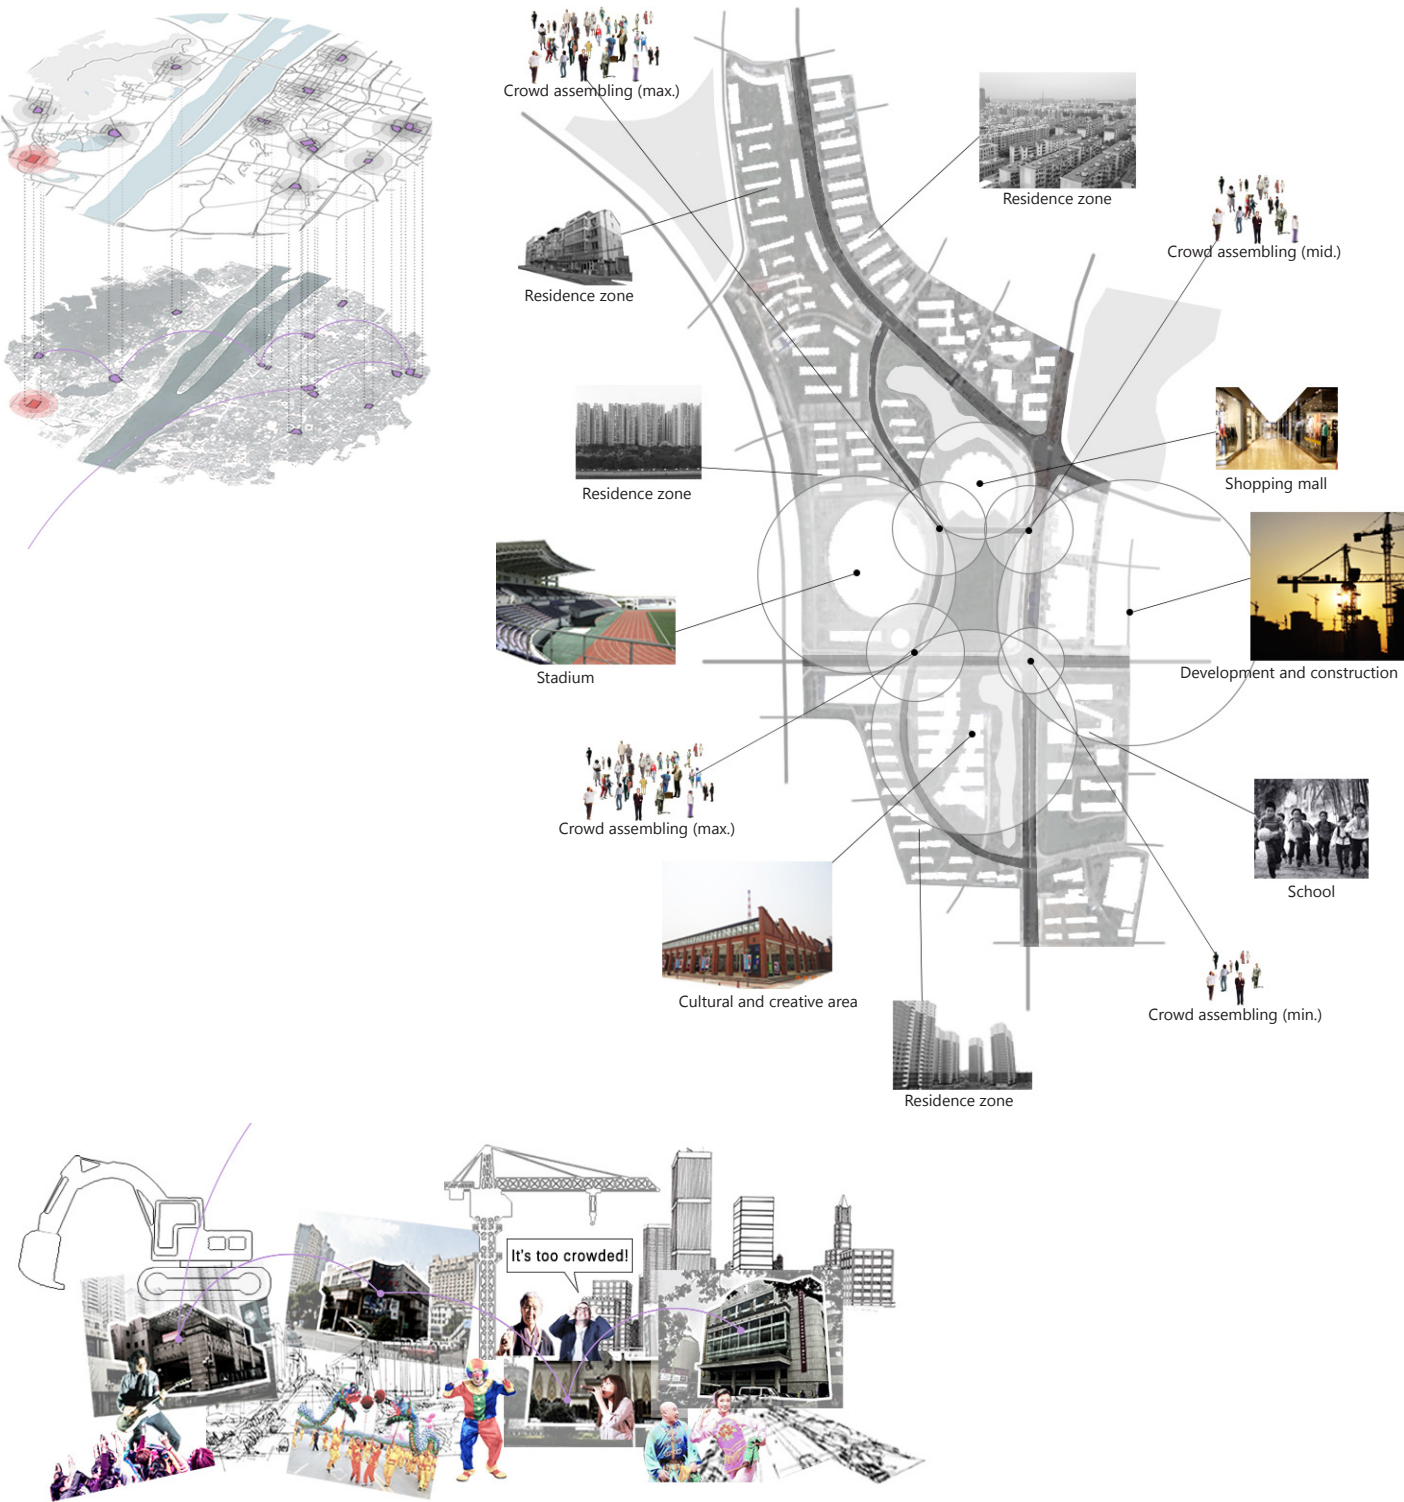 Crowd assembling (max.)
Residence zone
Crowd assembling (mid.)
Residence zone
Shopping mall
Residence zone
Stadium
Development and construction
Crowd assembling (max.)
School
Cultural and creative area
Crowd assembling (min.)
Residence zone
It's too crowded!